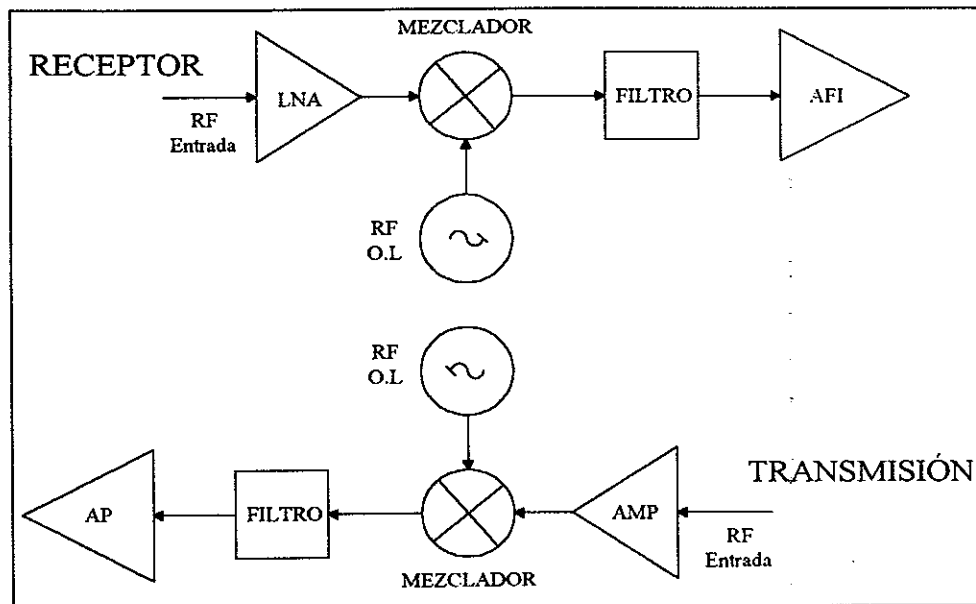 MEZCLADOR
RECEPTOR
LNA
FILTRO
AFI
RF
Entrada
RF
O.L
RF
O.L
TRANSMISIÓN
AP
FILTRO
AMP
RF
Entrada
MEZCLADOR